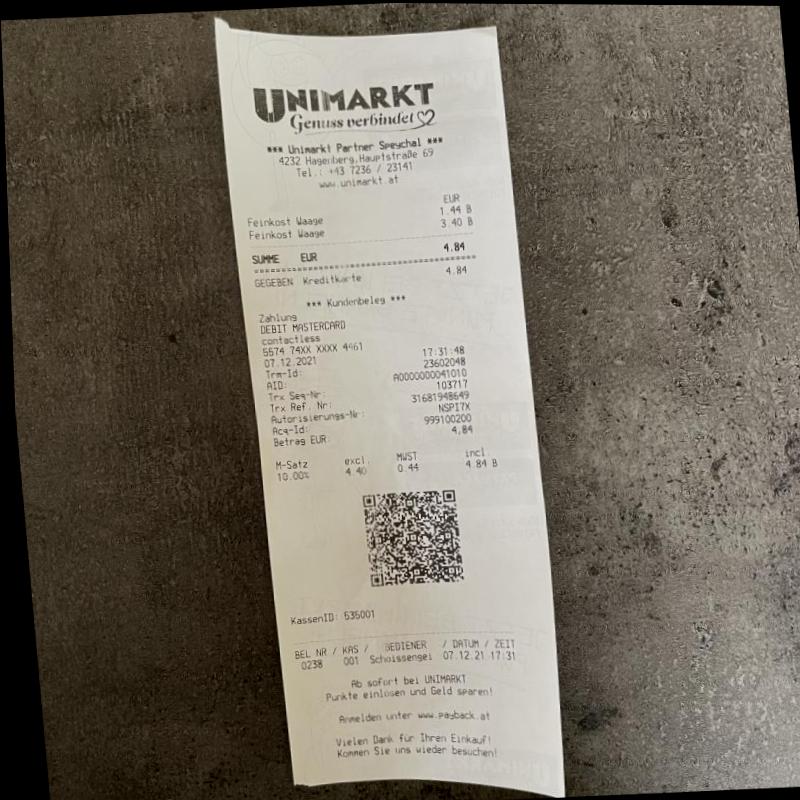 UNIMARKT
Genuss verbindet
*** Unimarkt Partner Speychal ***
4232 Hagenberg,Hauptstraße 69
Tel.: +43 7236 / 23141
www.unimarkt.at
EUR
Feinkost Waage 1.44 B
Feinkost Waage 3.40 B
SUMME EUR 4.84
GEGEBEN Kreditkarte 4.84
*** Kundenbeleg ***
Zahlung
DEBIT MASTERCARD
contactless
5574 74XX XXXX 4961
07.12.2021 17:31:48
Trm-Id: 23602048
AID: A0000000041010
Trx Seq-Nr: 103717
Trx Ref. Nr: 31681948649
Autorisierungs-Nr: NSPI7X
Acq-Id: 999100200
Betrag EUR: 4,84
M-Satz excl. MWST incl
10.00% 4.40 0.44 4.84 B
KassenID: 535001
BEL NR / KAS / BEDIENER / DATUM / ZEIT
0238 001 Schoissengei 07.12.21 17:31
Ab sofort bei UNIMARKT
Punkte einlösen und Geld sparen!
Anmelden unter www.payback.at
Vielen Dank für Ihren Einkauf!
Kommen Sie uns wieder besuchen!